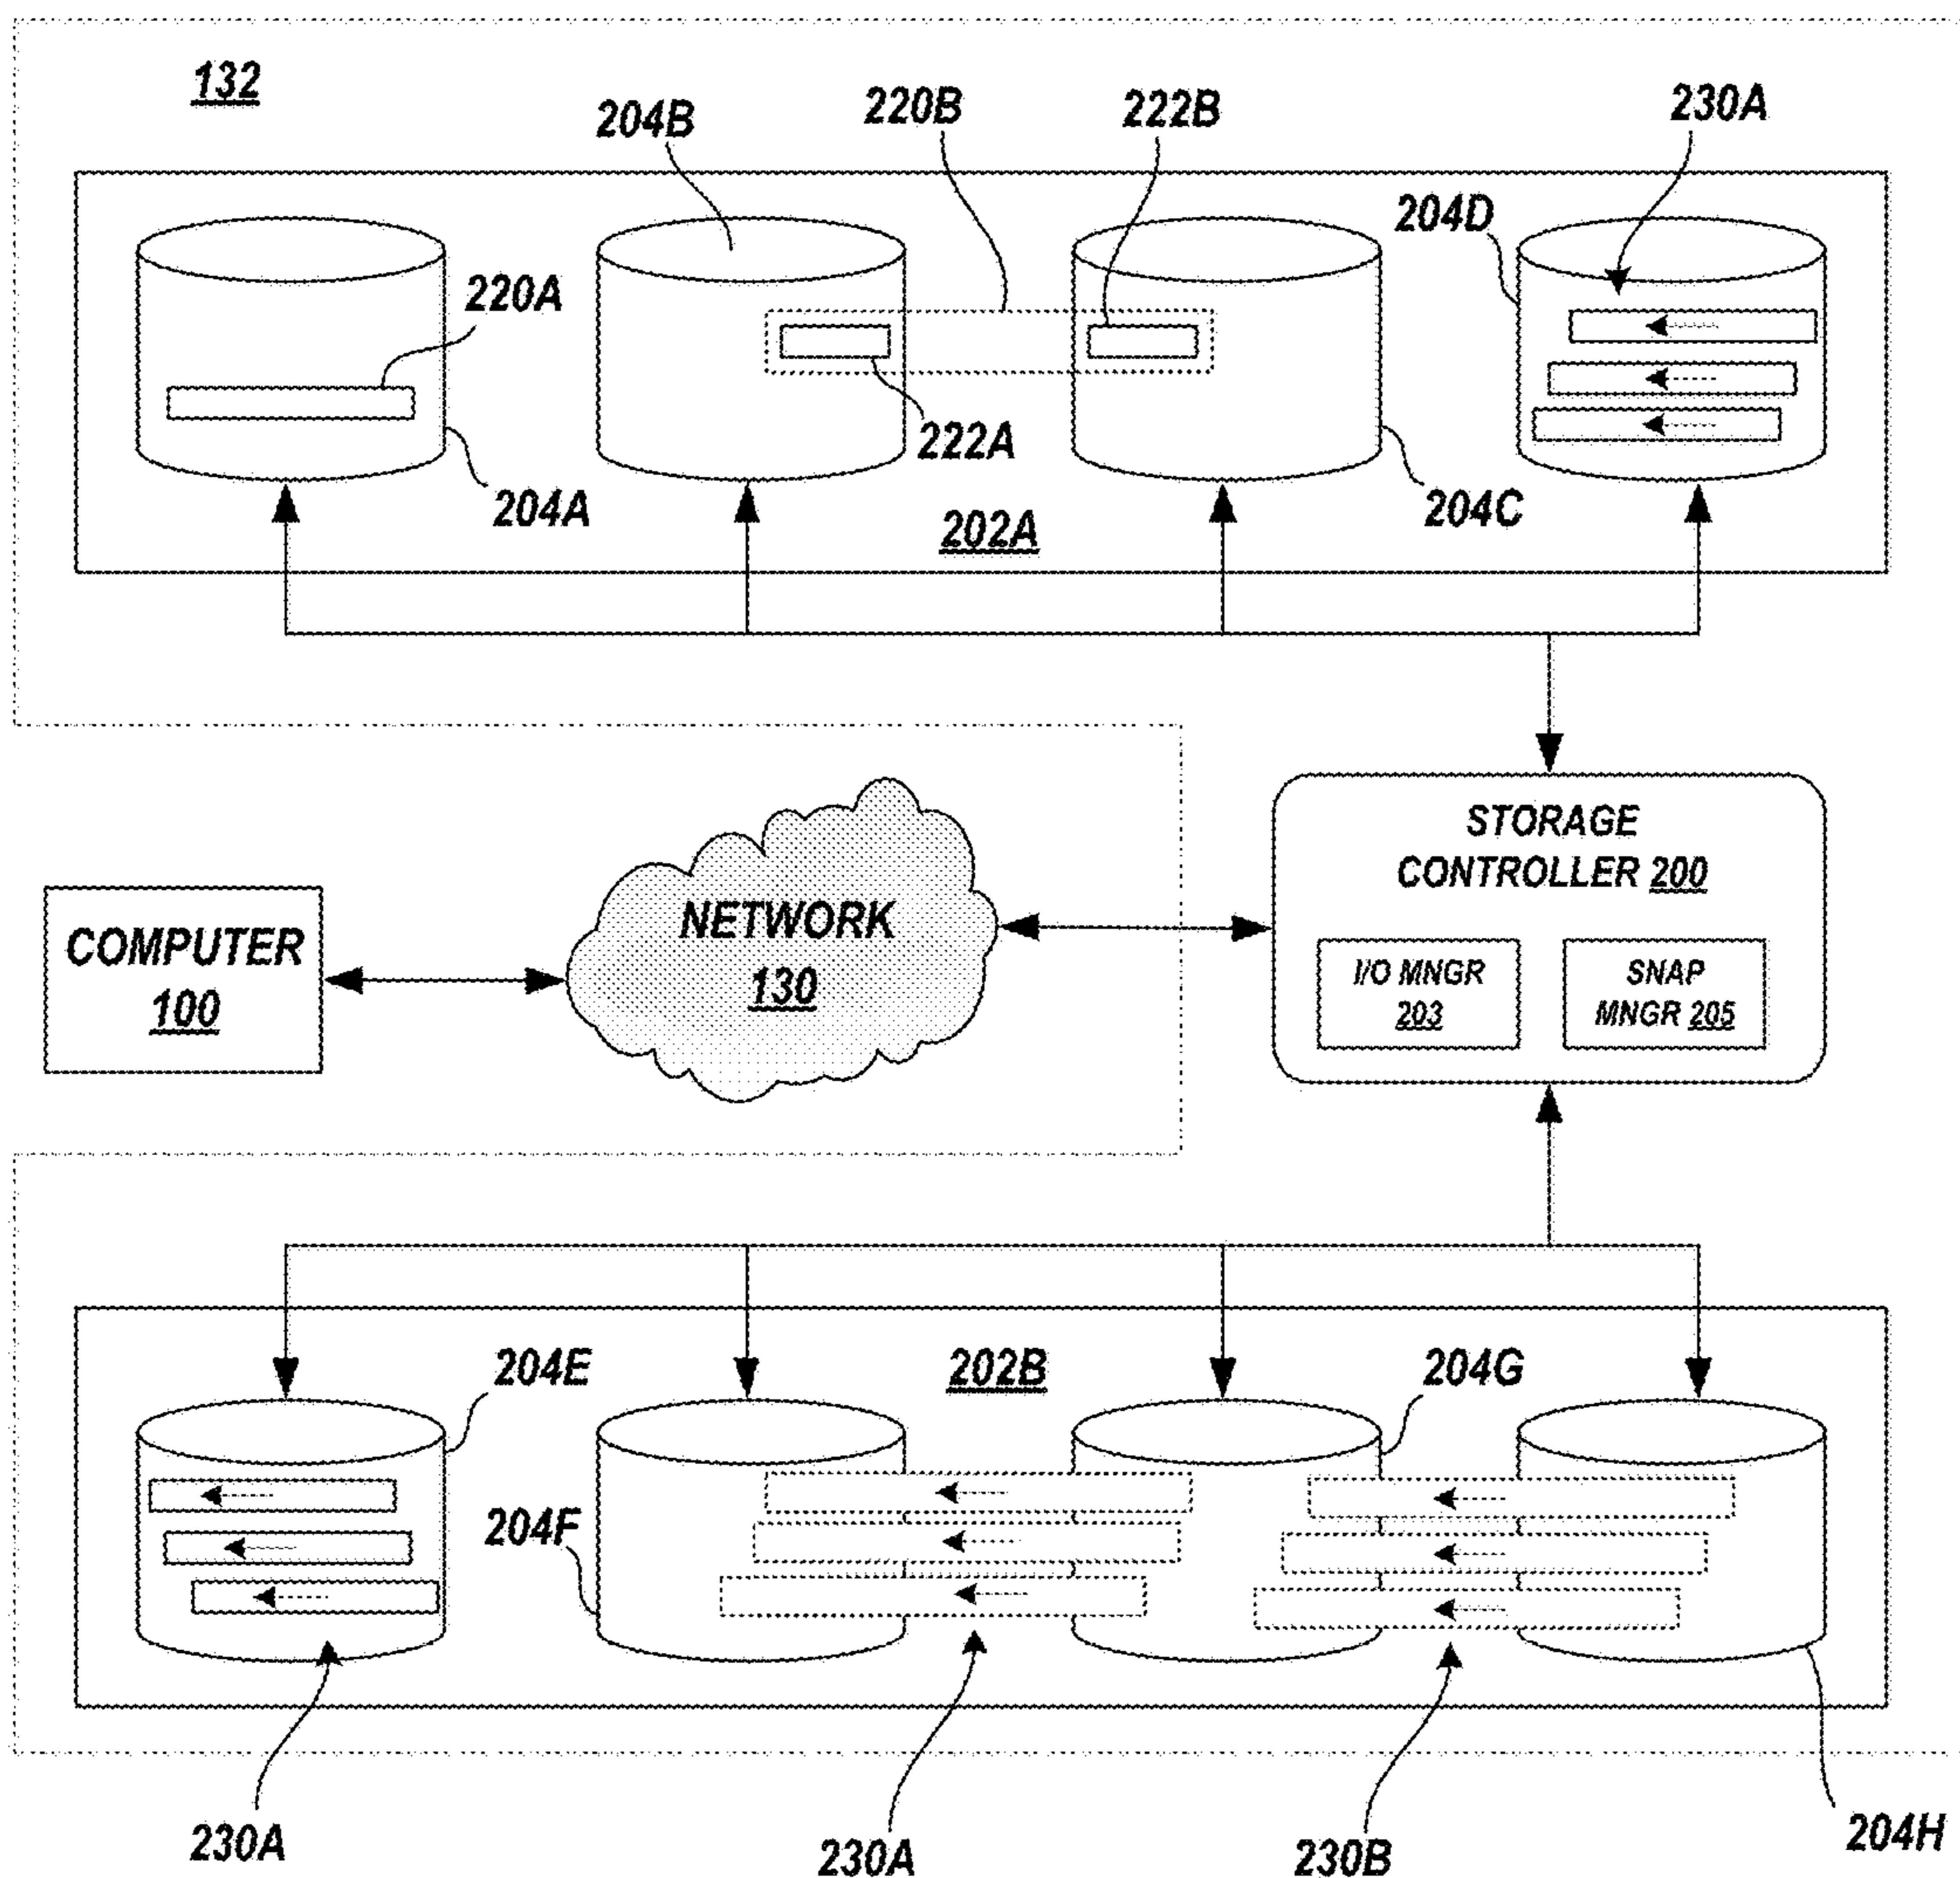 132
204B
220B
222B
230A
204D
220A
222A
204A
202A
204C
STORAGE
CONTROLLER 200
COMPUTER
100
NETWORK
130
I/O MNGR
203
SNAP
MNGR 205
204E
202B
204G
204F
230A
230A
230B
204H